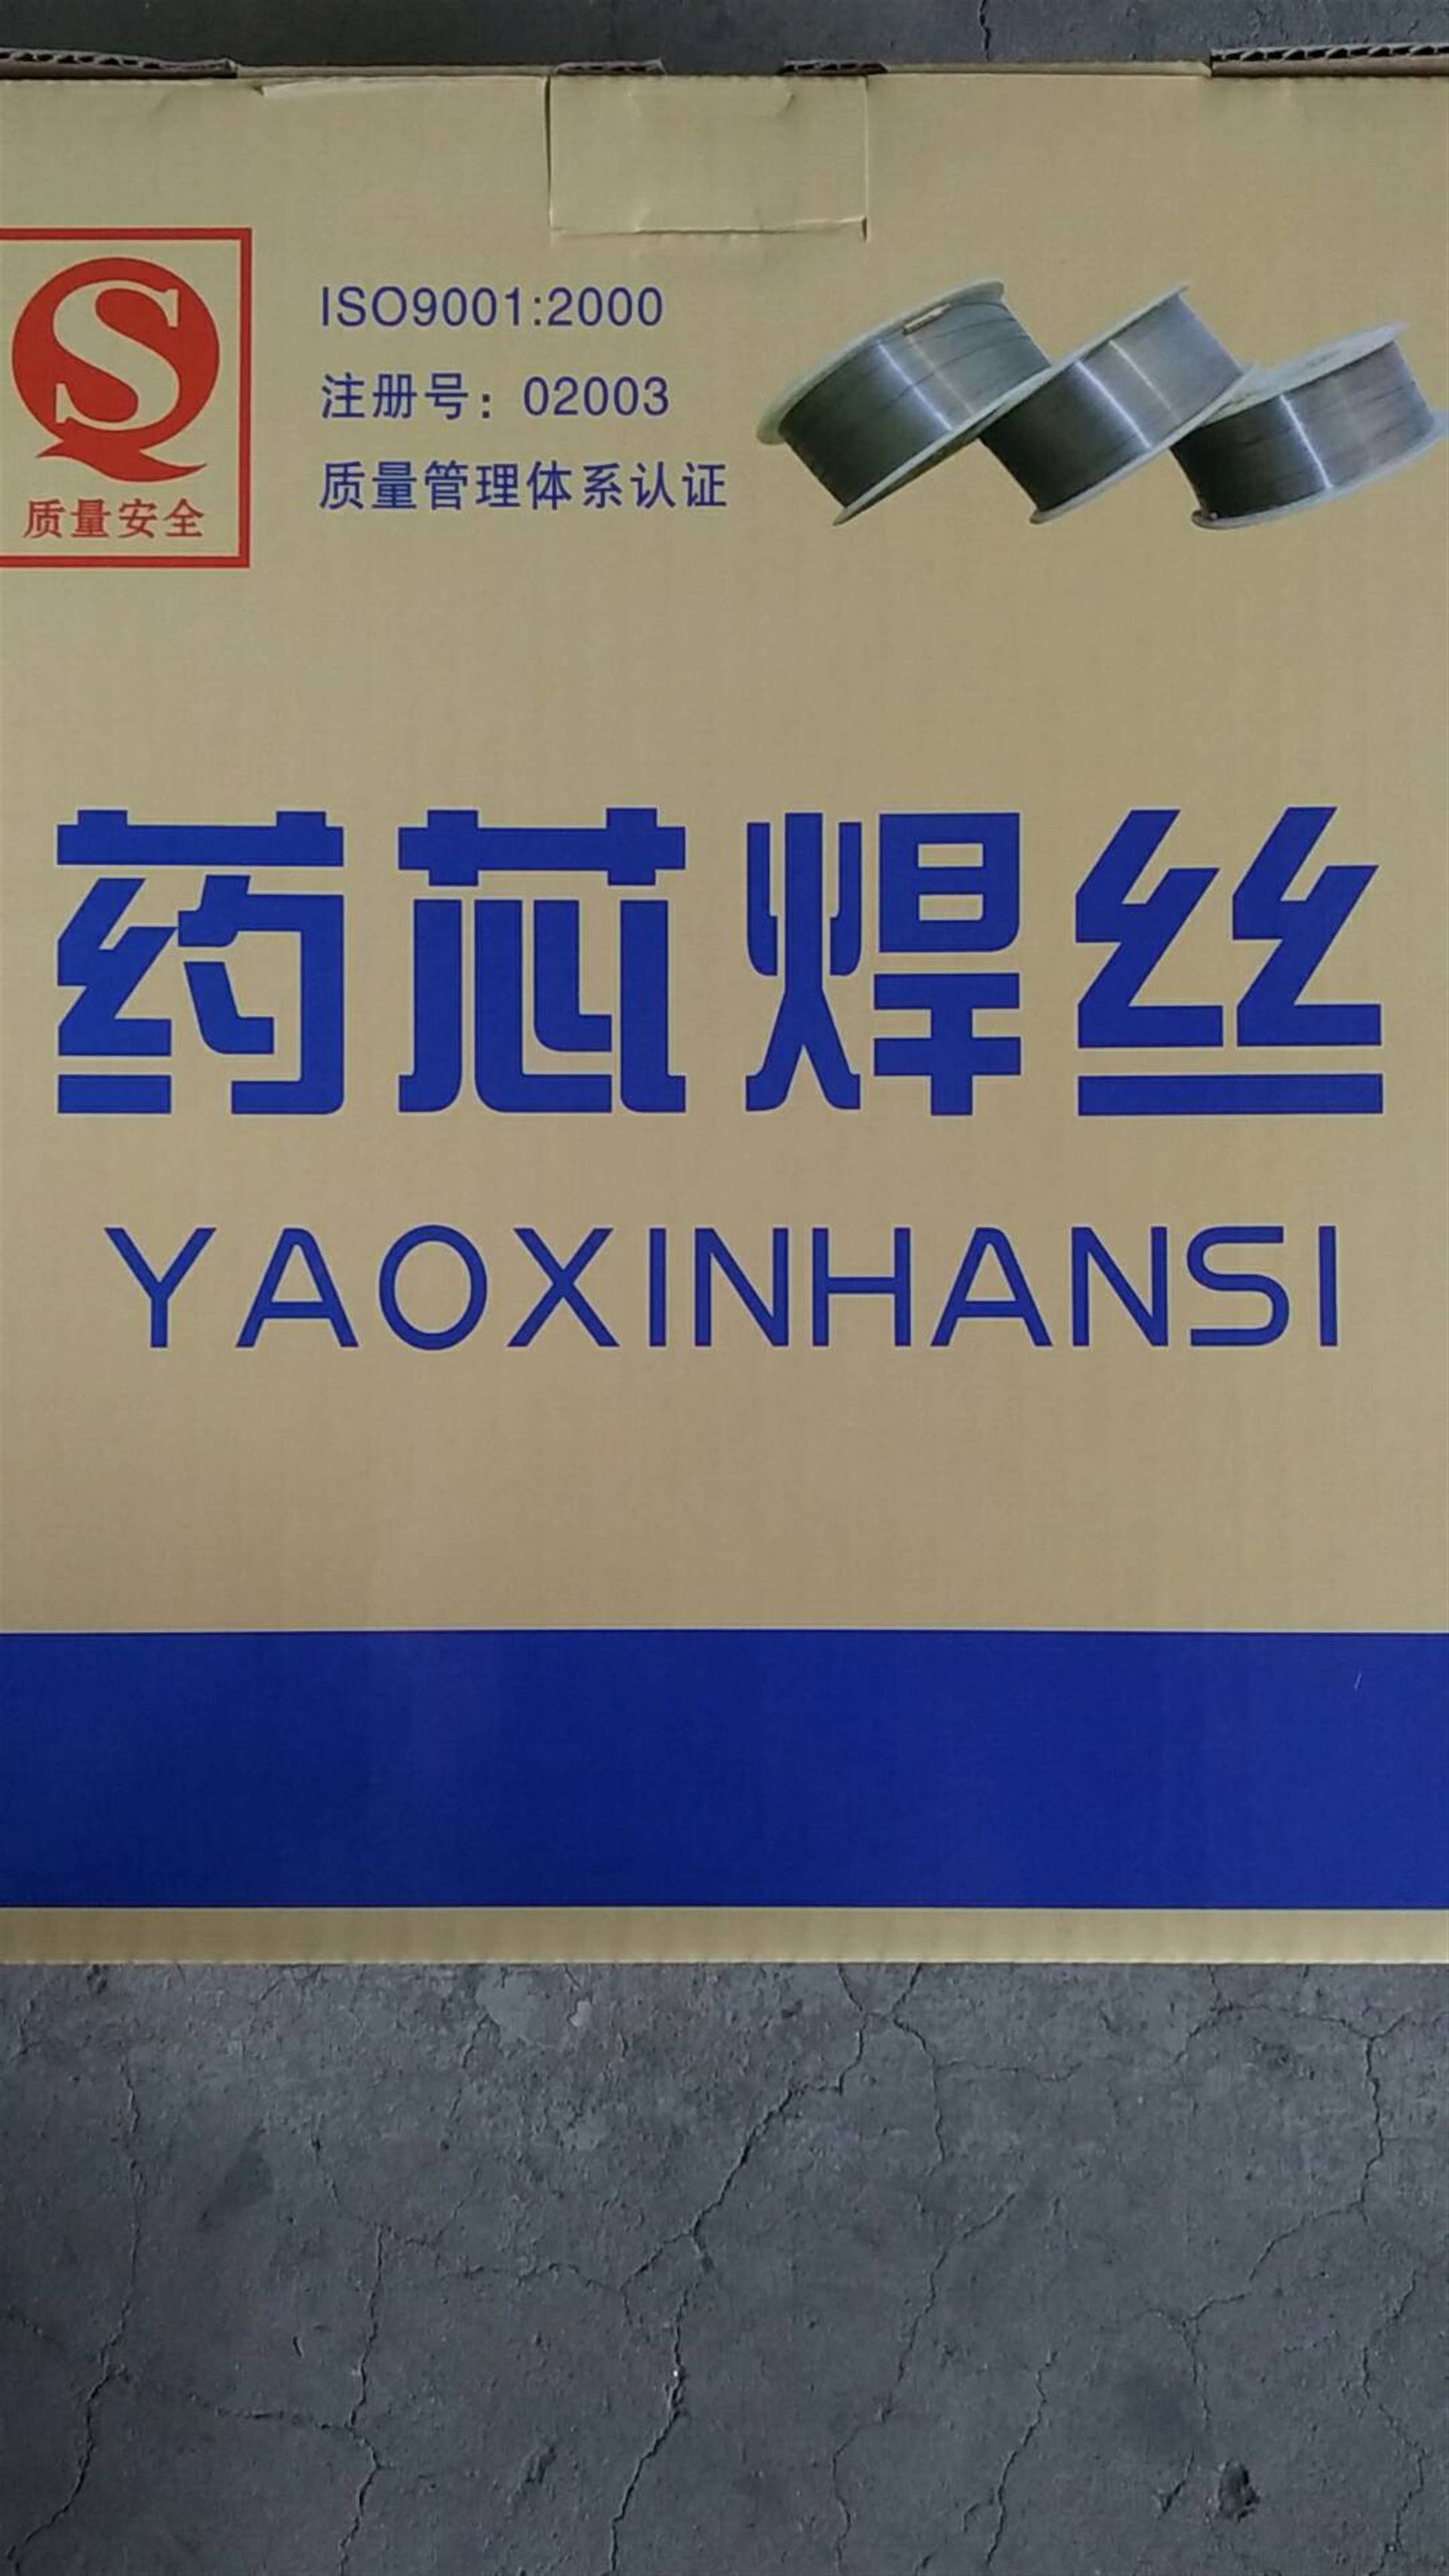 ISO9001:2000
注册号：02003
质量管理体系认证
质量安全
药芯焊丝
YAOXINHANSI